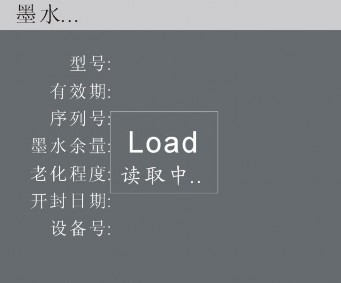 墨水...
型号:
有效期:
序列号:
墨水余量:
老化程度:
开封日期:
设备号:
Load
读取中..